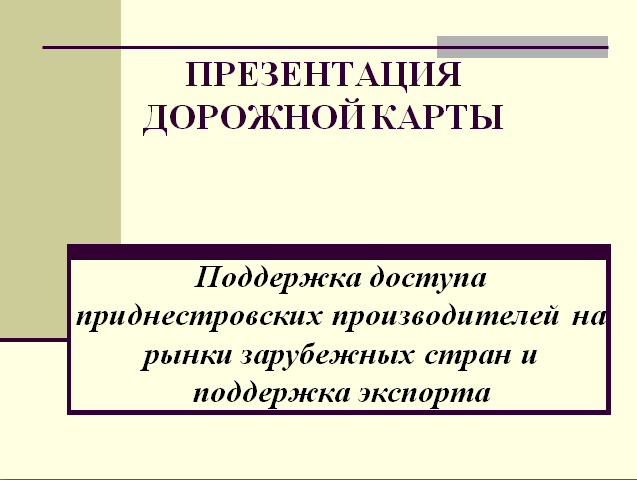 ПРЕЗЕНТАЦИЯ
ДОРОЖНОЙ КАРТЫ
Поддержка доступа
приднестровских производителей на
рынки зарубежных стран и
поддержка экспорта